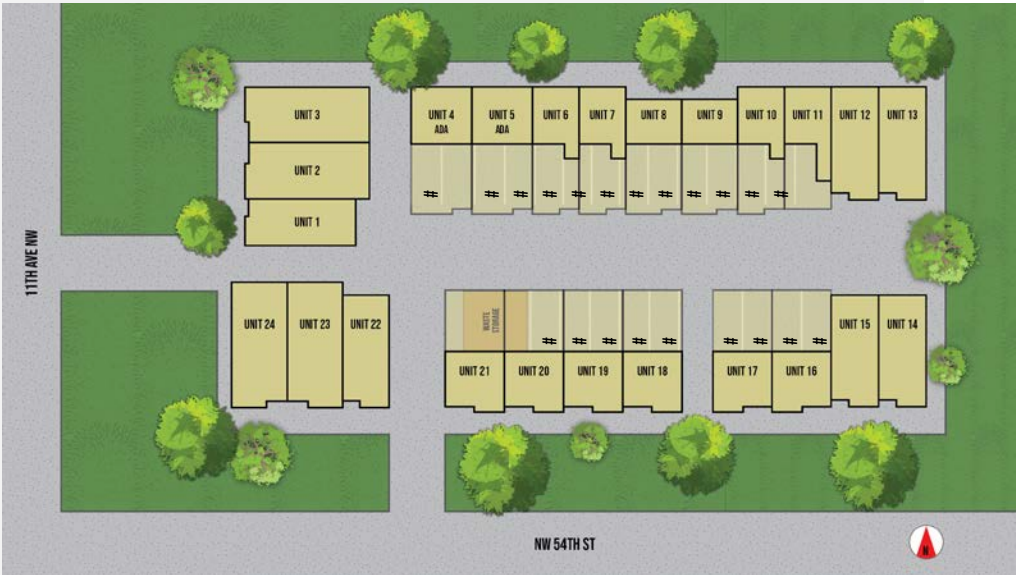 UNIT 3
UNIT 2
UNIT 1
UNIT 4
ADA
UNIT 5
ADA
UNIT 6
UNIT 7
UNIT 8
UNIT 9
UNIT 10
UNIT 11
UNIT 12
UNIT 13
# # # # # # # # # # # #
11TH AVE NW
UNIT 24
UNIT 23
UNIT 22
WASTE
STORAGE
# # # # # # # # #
UNIT 21
UNIT 20
UNIT 19
UNIT 18
UNIT 17
UNIT 16
UNIT 15
UNIT 14
NW 54TH ST
N